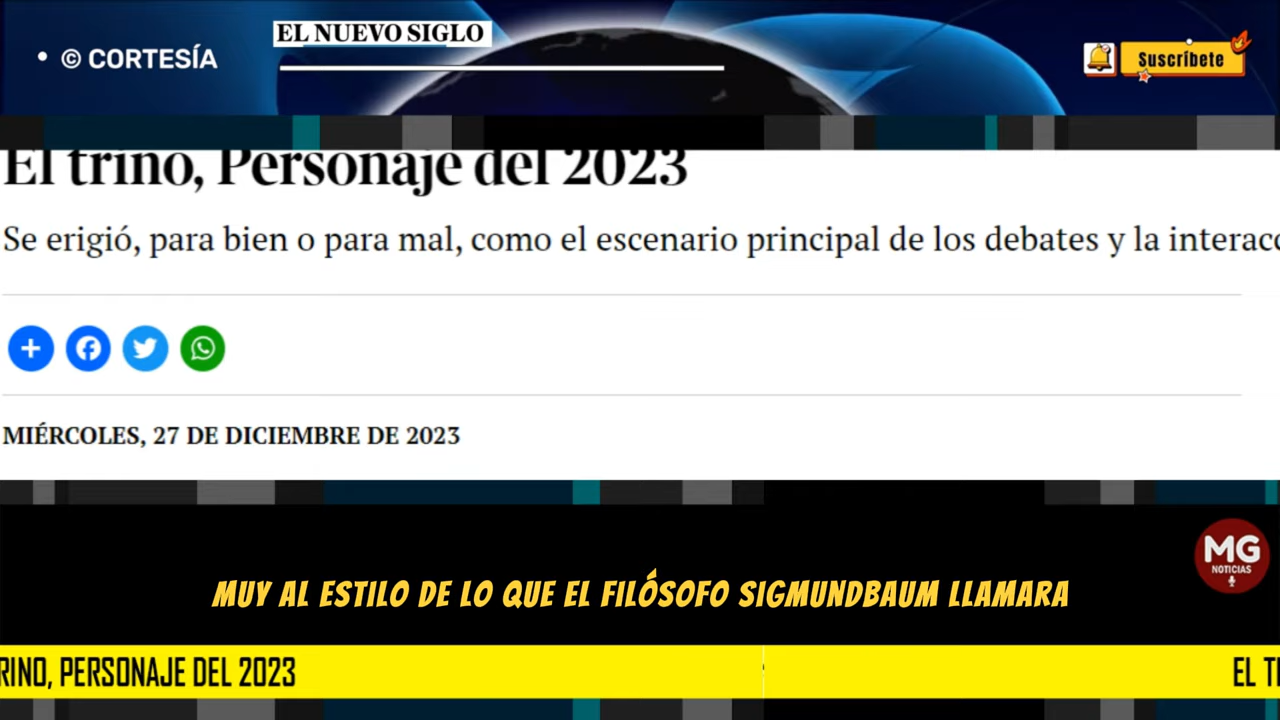 EL NUEVO SIGLO
• © CORTESÍA
Suscríbete
El trino, Personaje del 2023
Se erigió, para bien o para mal, como el escenario principal de los debates y la interacc
MIÉRCOLES, 27 DE DICIEMBRE DE 2023
MG
NOTICIAS
MUY AL ESTILO DE LO QUE EL FILÓSOFO SIGMUNDBAUM LLAMARA
RINO, PERSONAJE DEL 2023
EL T